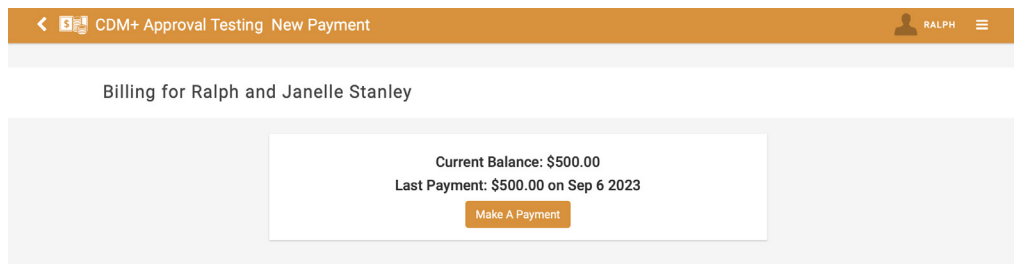 CDM+ Approval Testing New Payment
RALPH
Billing for Ralph and Janelle Stanley
Current Balance: $500.00
Last Payment: $500.00 on Sep 6 2023
Make A Payment